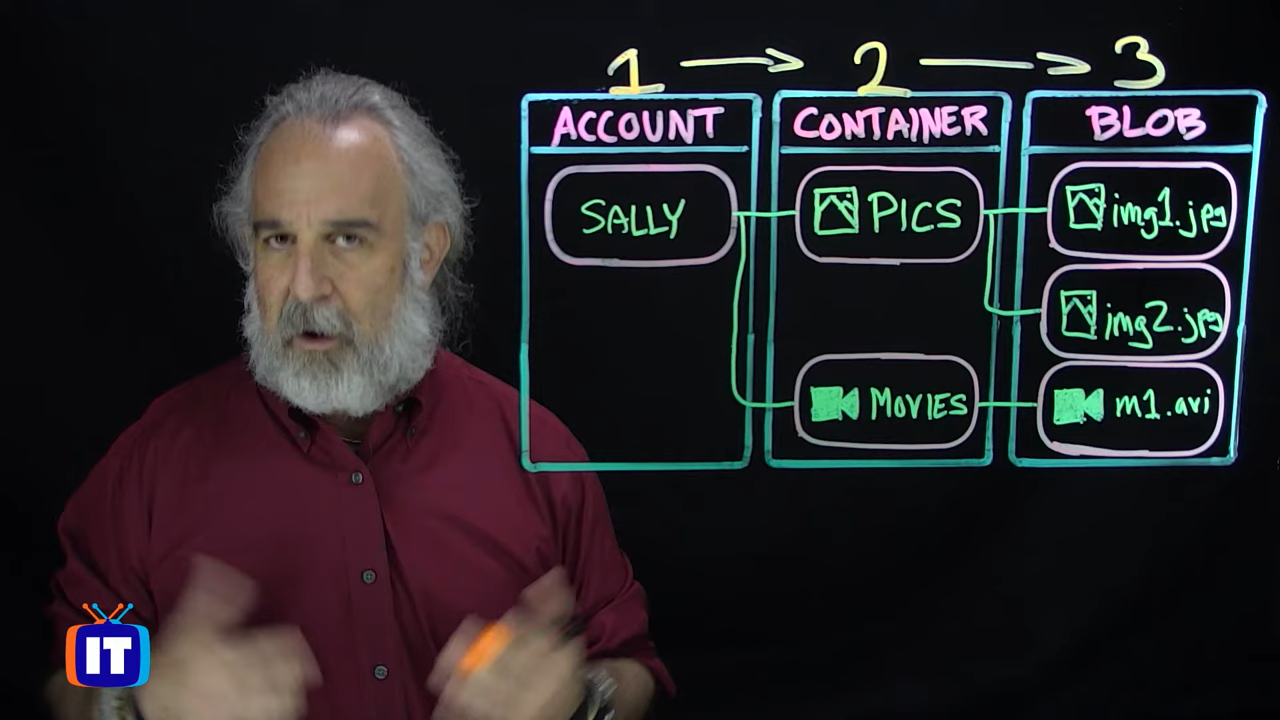 1 → 2 → 3
ACCOUNT CONTAINER BLOB
SALLY PICS img1.jpg
img2.jpg
MOVIES m1.avi
IT